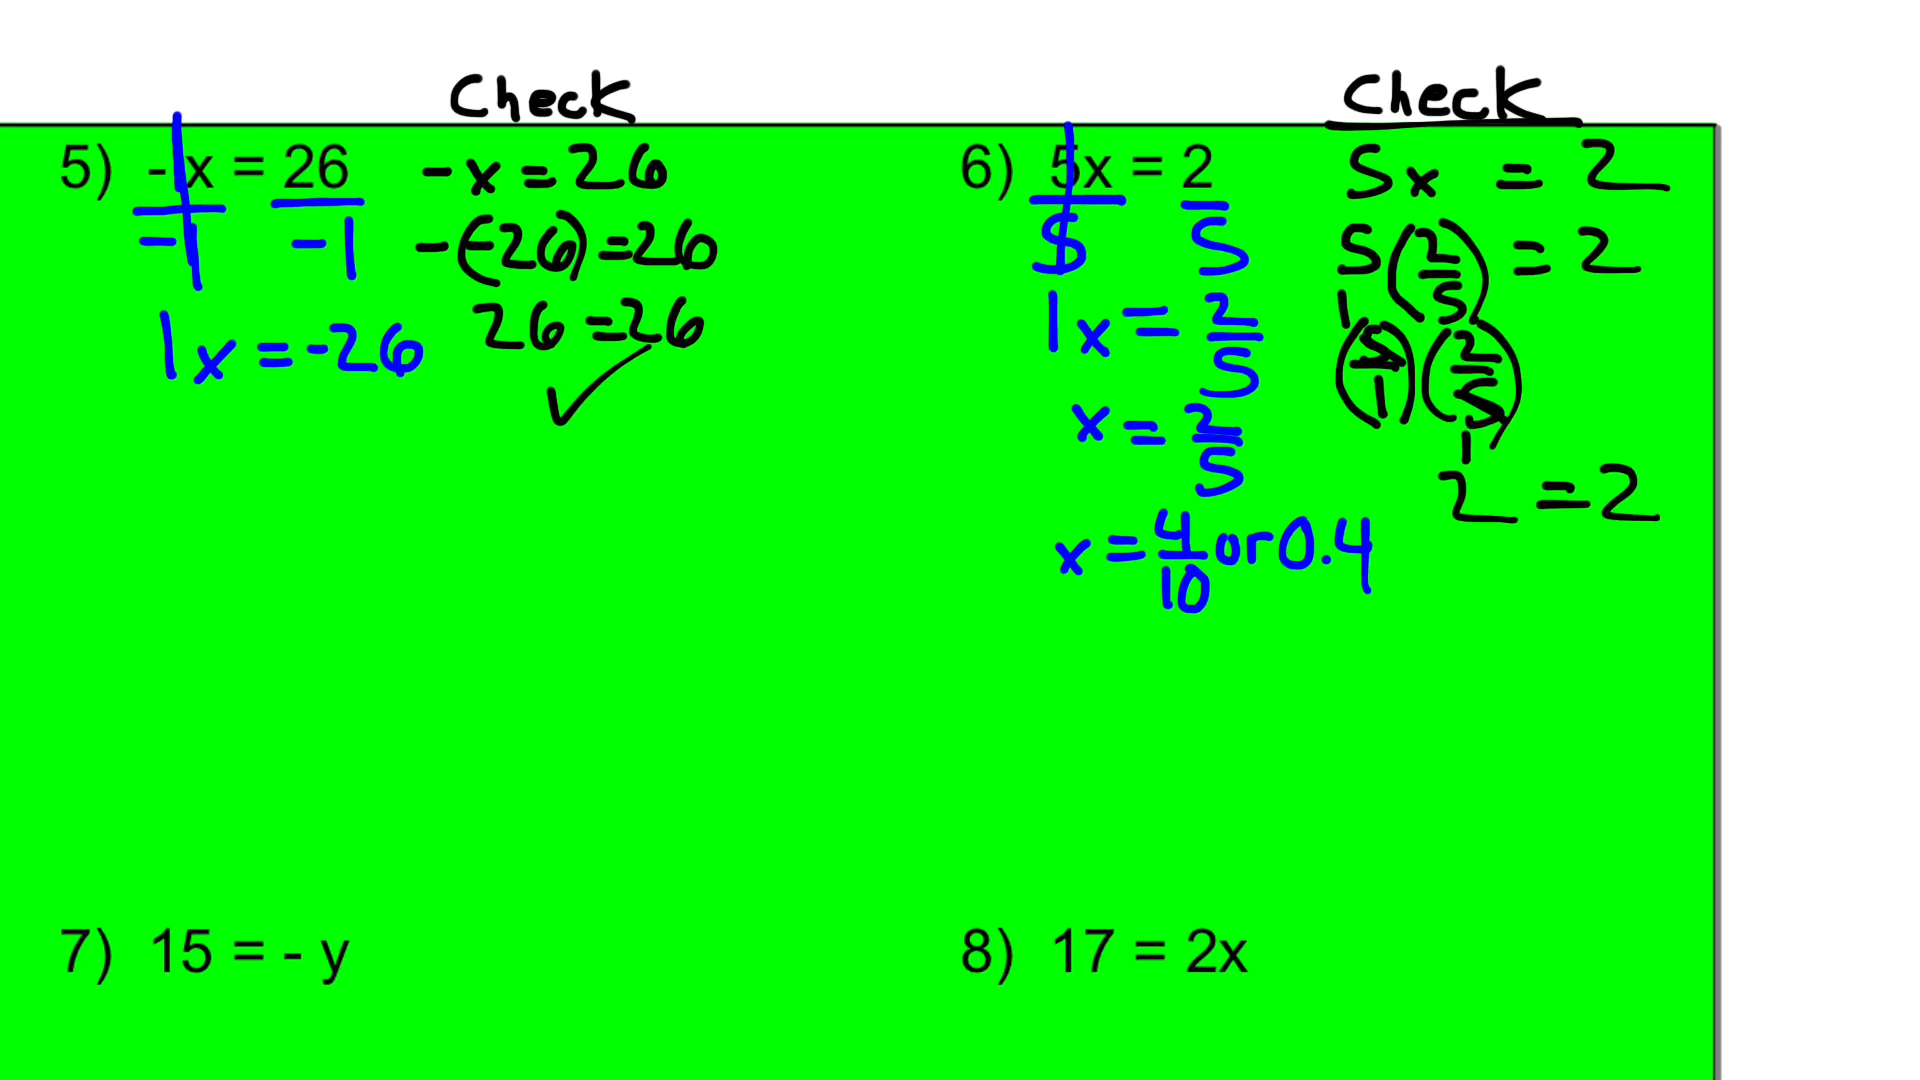 Check
5) -x = 26
-1 -1
1x = -26
-x = 26
-(-26) = 26
26 = 26
✓
Check
6) 5x = 2
5 5
1x = 2/5
x = 2/5
x = 4/10 or 0.4
5x = 2
5(2/5) = 2
1
(5/1)(2/5)
1
2 = 2
7) 15 = - y
8) 17 = 2x